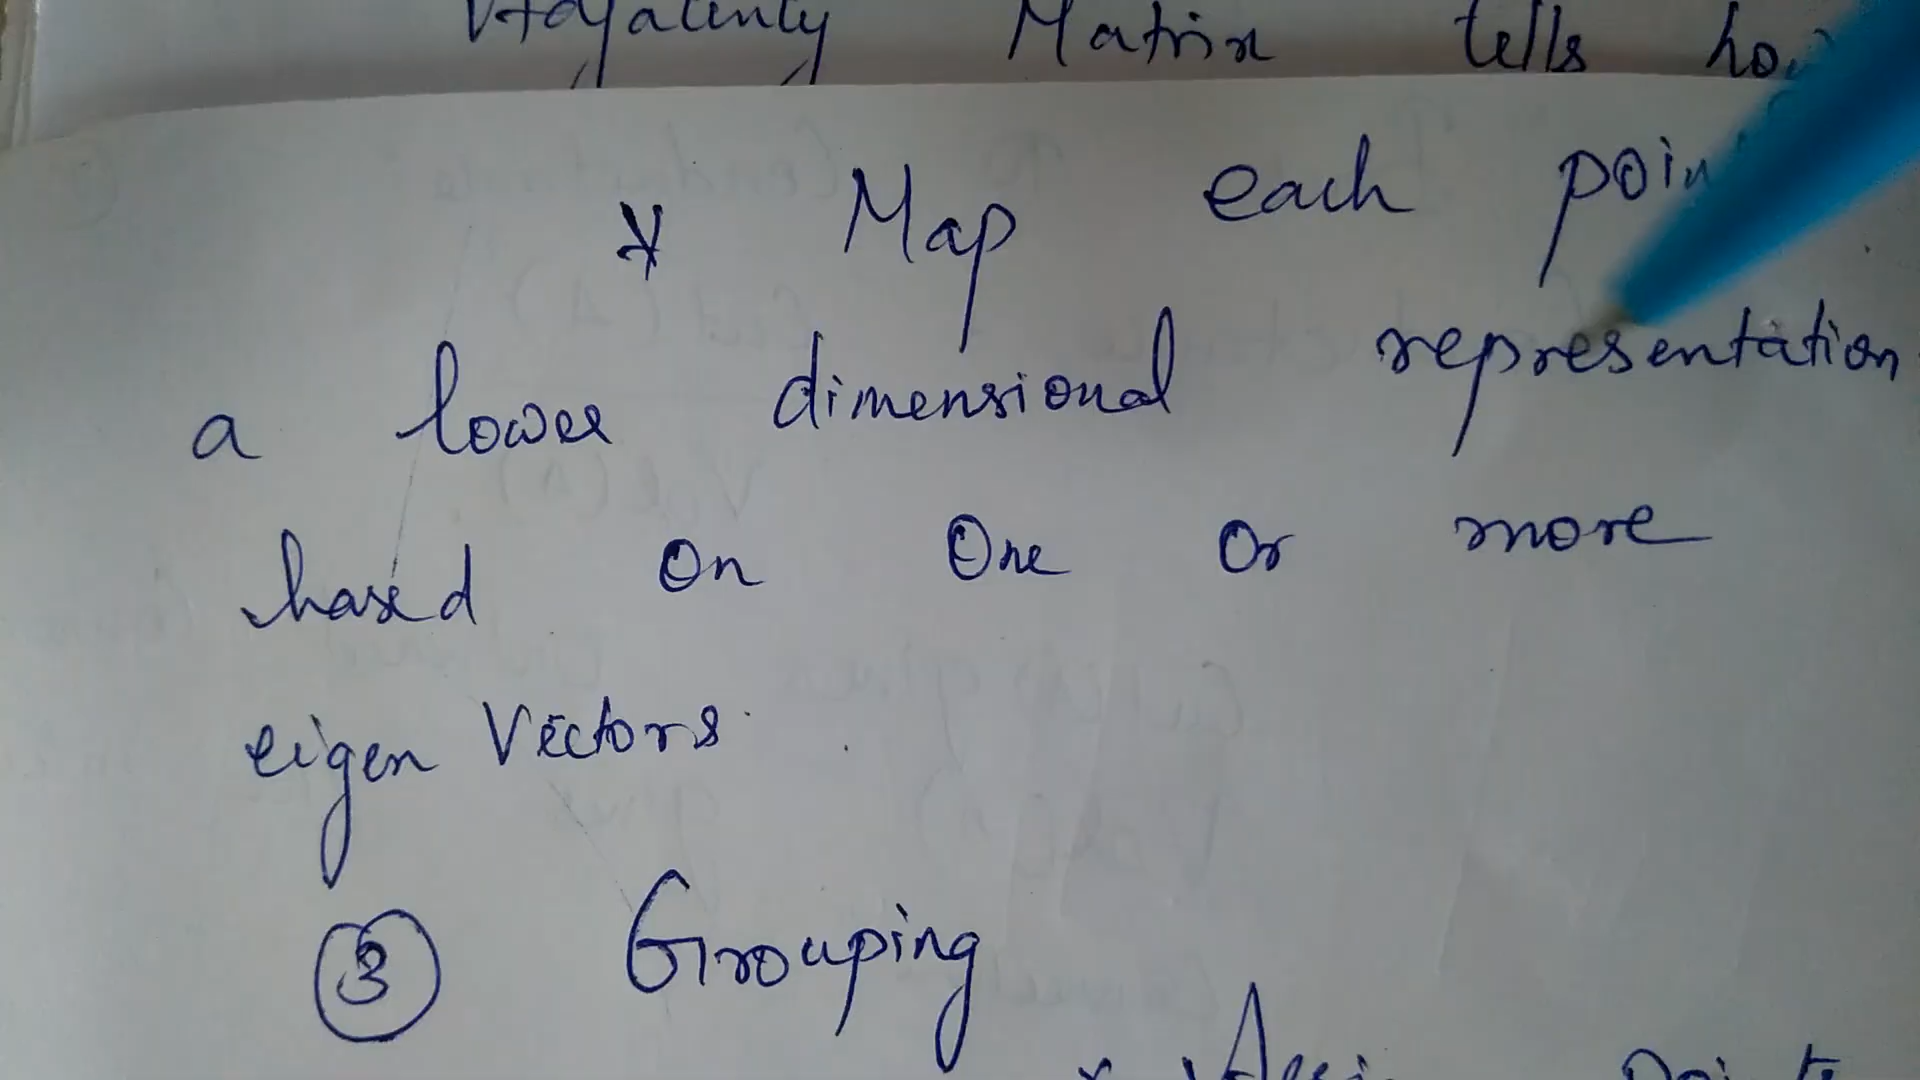 Adjacency Matrix tells
* Map each
a lower dimensional representation
based on One Or more
eigen Vectors.
③ Grouping